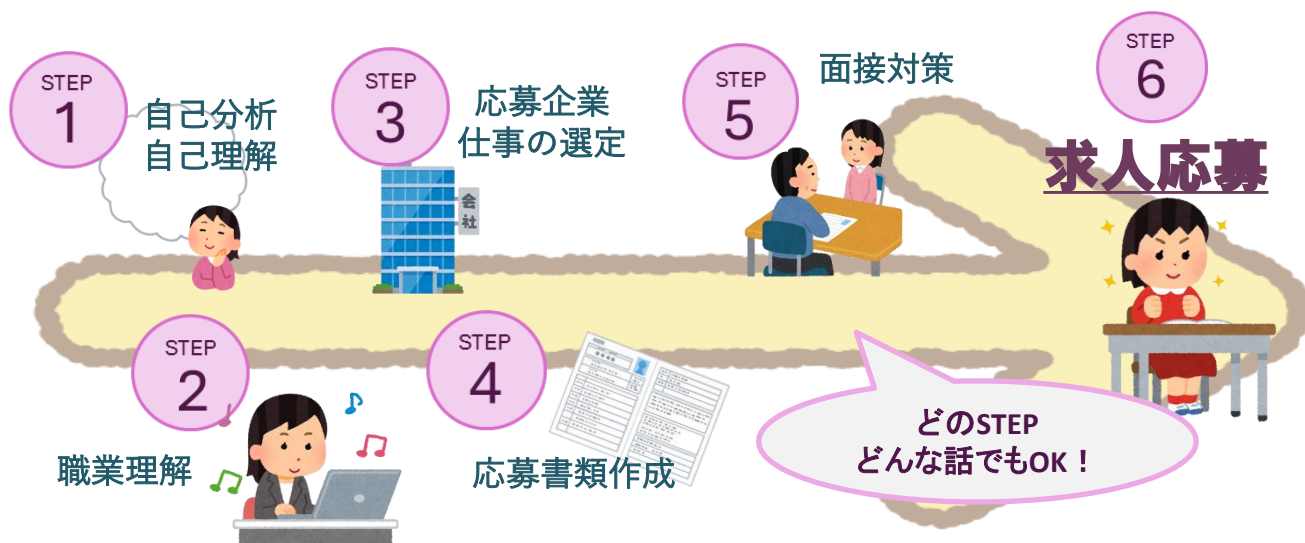 STEP
1
自己分析
自己理解
STEP
2
職業理解
STEP
3
応募企業
仕事の選定
会社
STEP
4
応募書類作成
STEP
5
面接対策
STEP
6
求人応募
どのSTEP
どんな話でもOK！